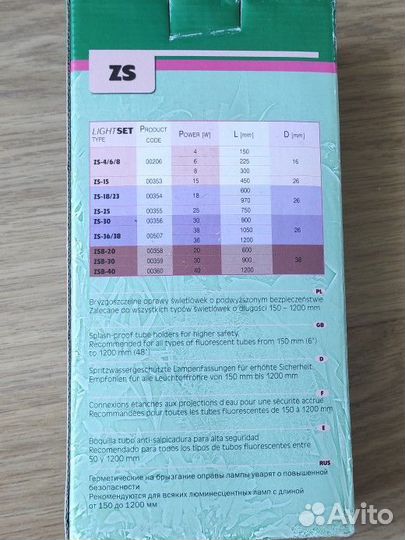 ZS
LIGHTSET TYPE PRODUCT CODE POWER [W] L [mm] D [mm]
4 150
ZS-4/6/8 00206 6 225 16
8 300
ZS-15 00353 15 450 26
600
ZS-18/23 00354 18 970 26
ZS-25 00355 25 750
ZS-30 00356 30 900
ZS-36/38 00507 38 1050 26
36 1200
ZSB-20 00358 20 600
ZSB-30 00359 30 900 38
ZSB-40 00360 40 1200
PL
Bryzgoszczelne oprawy świetlówek o podwyższonym bezpieczeństwie
Zalecane do wszystkich typów świetlówek o długości 150 – 1200 mm
GB
Splash-proof tube holders for higher safety.
Recommended for all types of fluorescent tubes from 150 mm (6")
to 1200 mm (48")
D
Spritzwassergeschützte Lampenfassungen für erhöhte Sicherheit.
Empfohlen für alle Leuchtoffrohre von 150 mm bis 1200 mm
F
Connexions étanches aux projections d'eau pour une sécurité accrue
Recommandées pour toutes les tubes fluorescentes de 150 à 1200 mm
E
Boquilla tubo anti-salpicadura para alta seguridad
Recomendado para todos los tipos de tubos fluorescentes entre
50 y 1200 mm
RUS
Герметические на брызгание оправы лампы уварят о повышенной
безопасности
Рекомендуются для всяких люминесцентных ламп с длиной
от 150 до 1200 мм
Avito